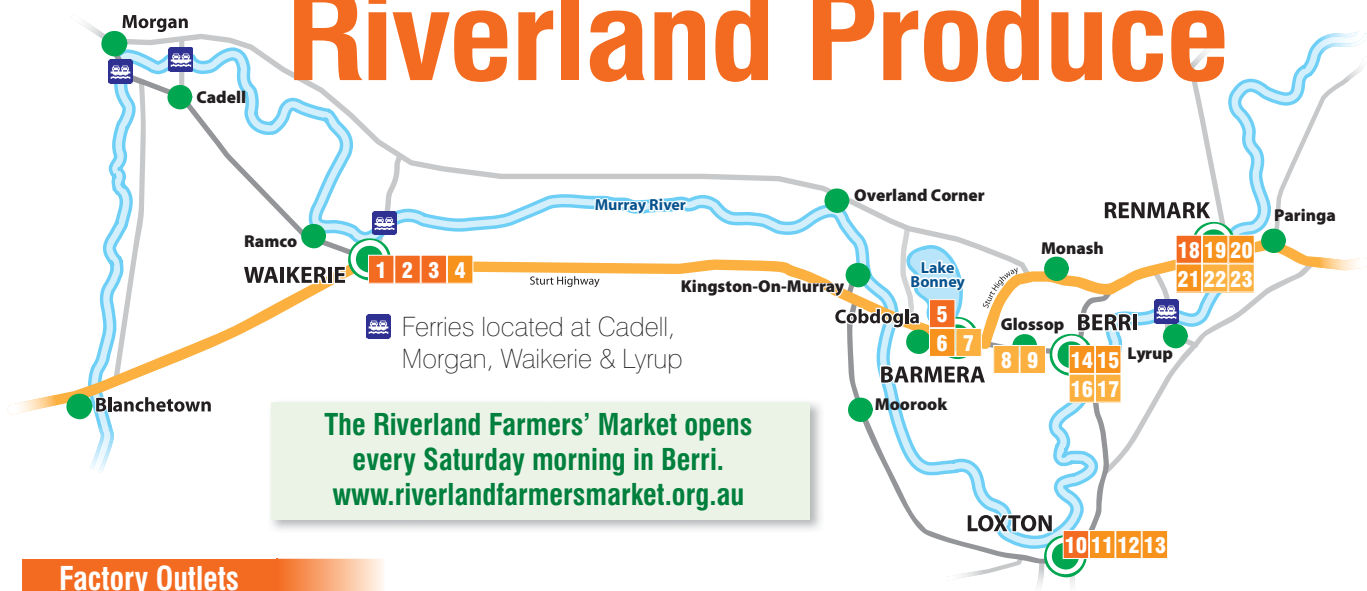 Riverland Produce
Morgan
Cadell
Ramco
WAIKERIE
1 2 3 4
Sturt Highway
Murray River
Overland Corner
Kingston-On-Murray
Lake
Bonney
Cobdogla
5
6 7
BARMERA
Sturt Highway
Monash
Glossop
8 9
BERRI
14 15
16 17
Lyrup
RENMARK
18 19 20
21 22 23
Paringa
Blanchetown
Moorook
LOXTON
10 11 12 13
Ferries located at Cadell,
Morgan, Waikerie & Lyrup
The Riverland Farmers’ Market opens
every Saturday morning in Berri.
www.riverlandfarmersmarket.org.au
Factory Outlets